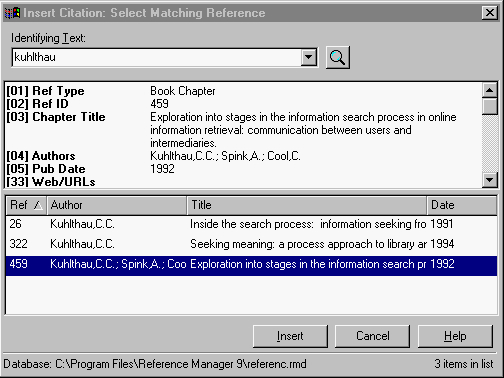 Insert Citation: Select Matching Reference
Identifying Text:
kuhlthau
[01] Ref Type Book Chapter
[02] Ref ID 459
[03] Chapter Title Exploration into stages in the information search process in online
information retrieval: communication between users and
intermediaries.
[04] Authors Kuhlthau,C.C.; Spink,A.; Cool,C.
[05] Pub Date 1992
[33] Web/URLs
Ref Author Title Date
26 Kuhlthau,C.C. Inside the search process: information seeking fro 1991
322 Kuhlthau,C.C. Seeking meaning: a process approach to library ar 1994
459 Kuhlthau,C.C.; Spink,A.; Coo Exploration into stages in the information search pr 1992
Insert Cancel Help
Database: C:\Program Files\Reference Manager 9\referenc.rmd 3 items in list